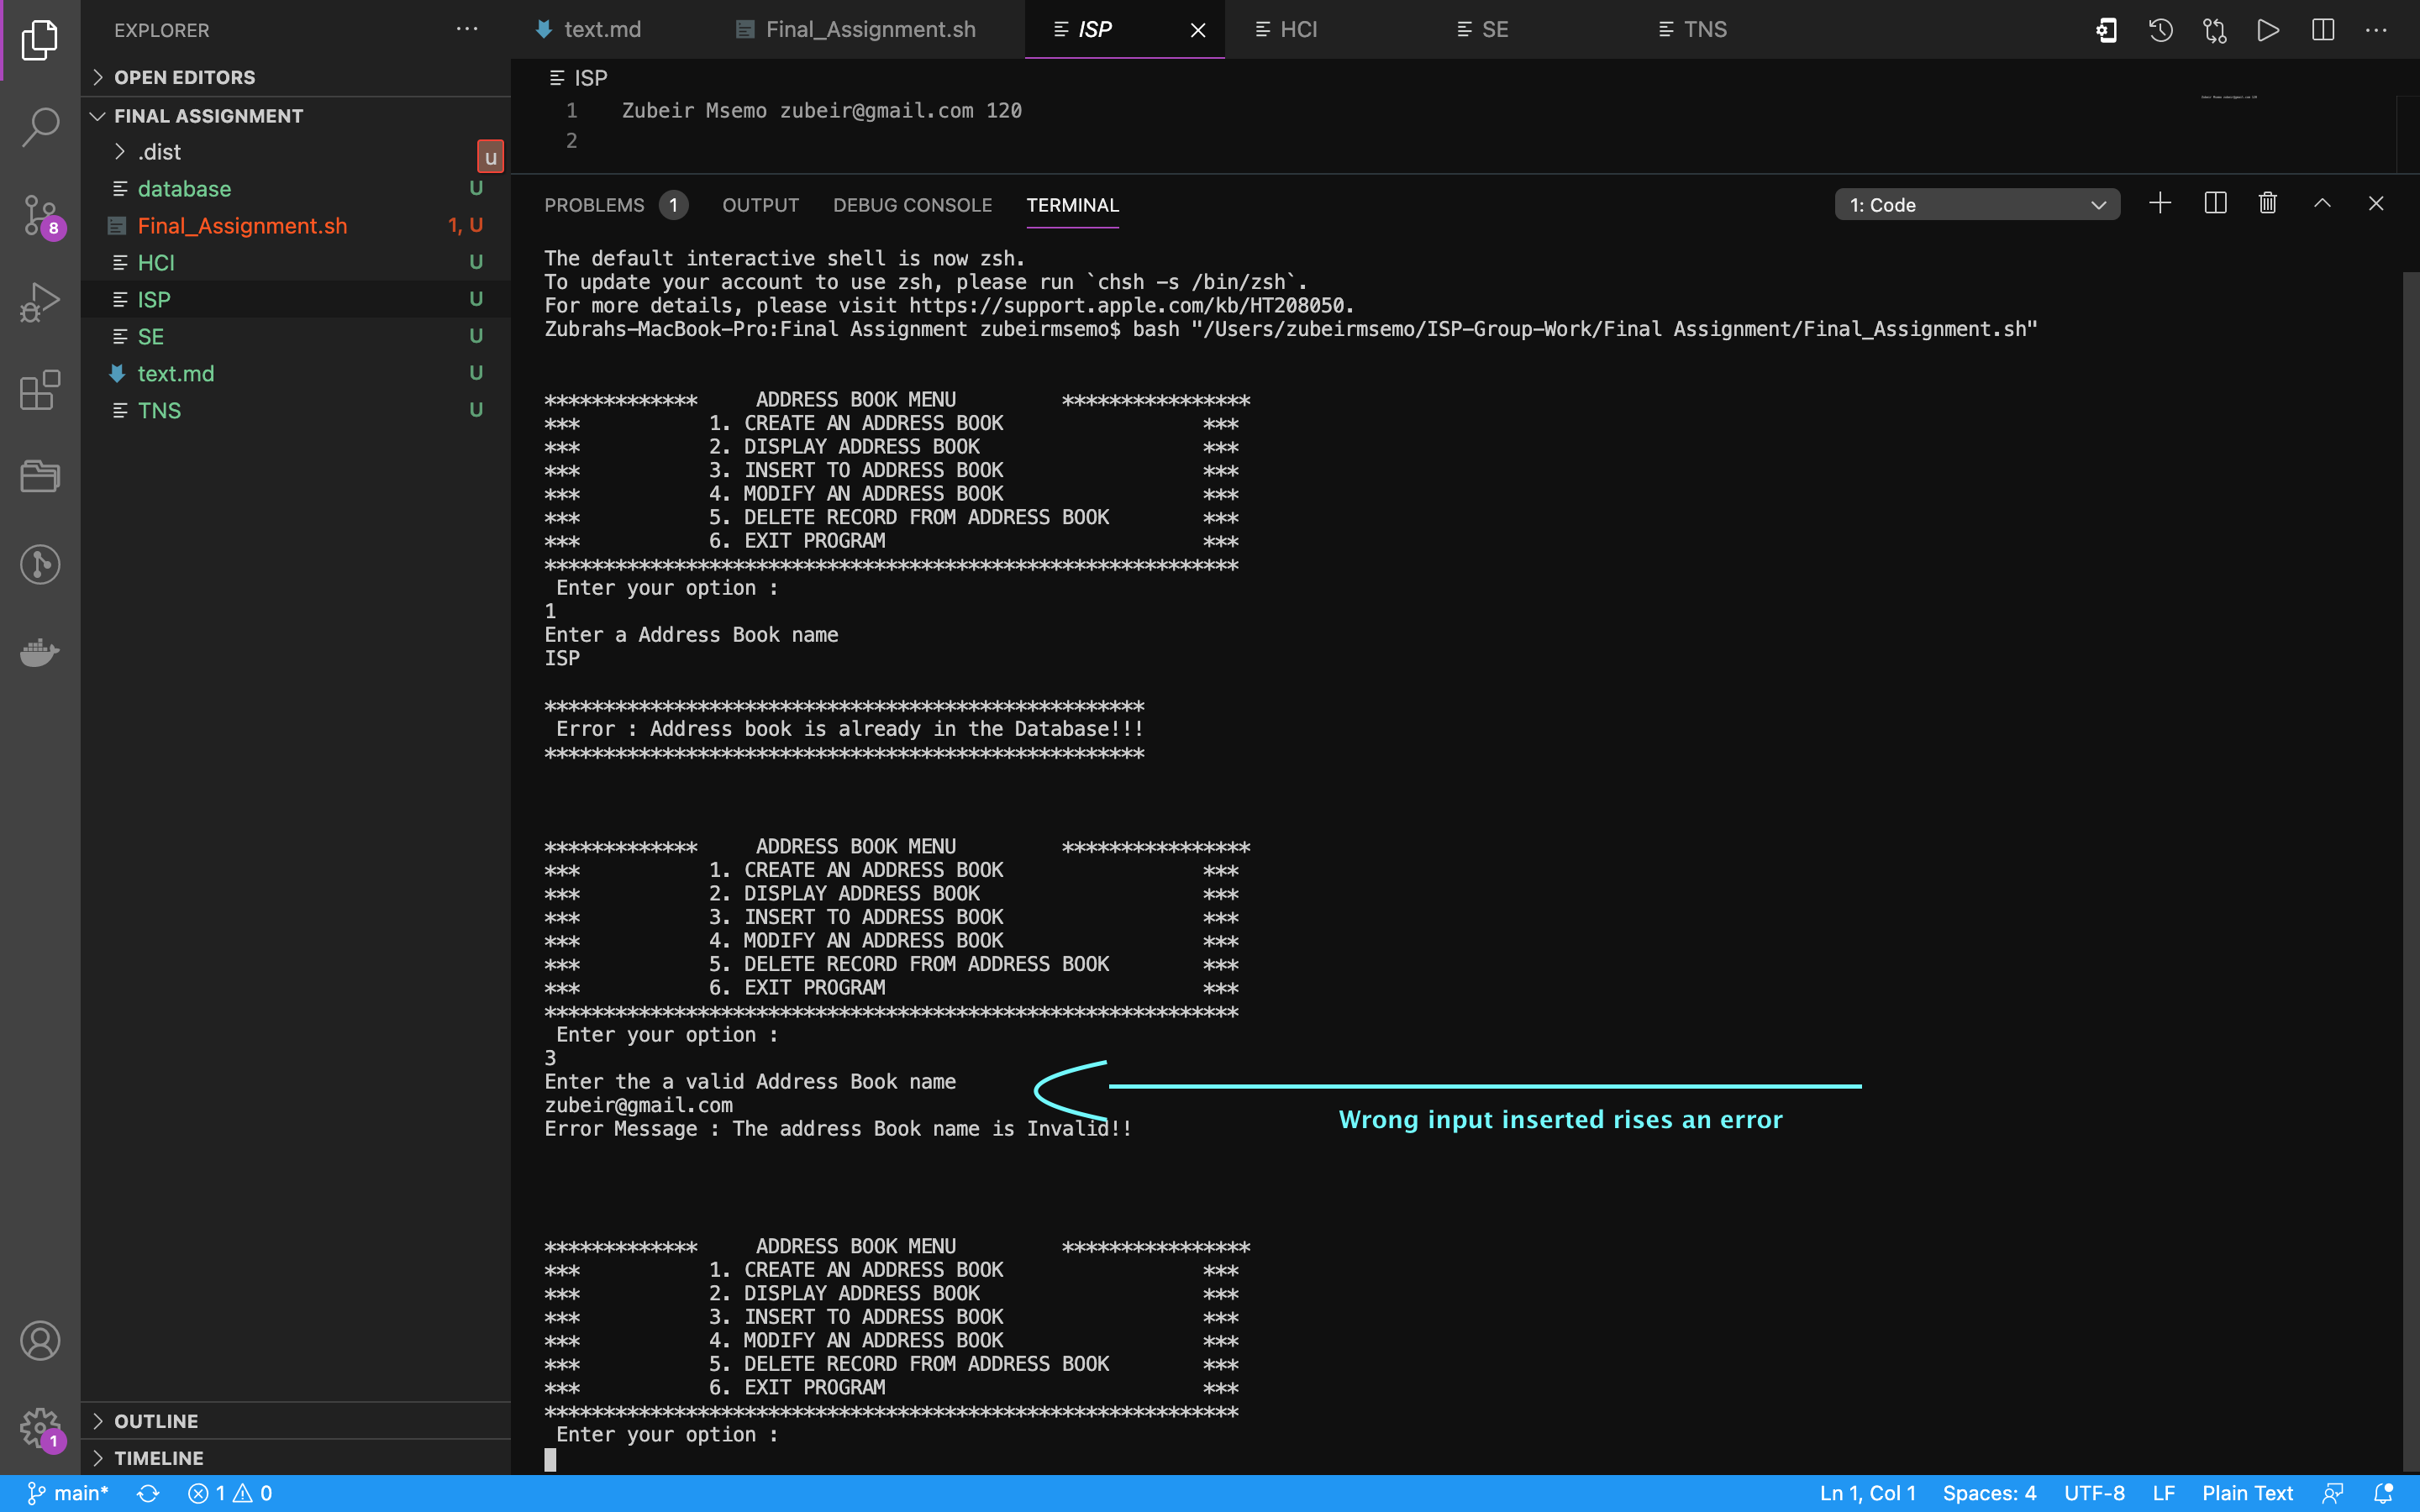 EXPLORER
OPEN EDITORS
FINAL ASSIGNMENT
.dist
u
database U
Final_Assignment.sh 1, U
HCI U
ISP U
SE U
text.md U
TNS U
OUTLINE
TIMELINE
8
1
text.md Final_Assignment.sh ISP HCI SE TNS
ISP
1 Zubeir Msemo zubeir@gmail.com 120
2
PROBLEMS 1 OUTPUT DEBUG CONSOLE TERMINAL 1: Code
The default interactive shell is now zsh.
To update your account to use zsh, please run `chsh -s /bin/zsh`.
For more details, please visit https://support.apple.com/kb/HT208050.
Zubrahs-MacBook-Pro:Final Assignment zubeirmsemo$ bash "/Users/zubeirmsemo/ISP-Group-Work/Final Assignment/Final_Assignment.sh"
************* ADDRESS BOOK MENU ****************
*** 1. CREATE AN ADDRESS BOOK ***
*** 2. DISPLAY ADDRESS BOOK ***
*** 3. INSERT TO ADDRESS BOOK ***
*** 4. MODIFY AN ADDRESS BOOK ***
*** 5. DELETE RECORD FROM ADDRESS BOOK ***
*** 6. EXIT PROGRAM ***
***********************************************************
Enter your option :
1
Enter a Address Book name
ISP
***************************************************
Error : Address book is already in the Database!!!
***************************************************
************* ADDRESS BOOK MENU ****************
*** 1. CREATE AN ADDRESS BOOK ***
*** 2. DISPLAY ADDRESS BOOK ***
*** 3. INSERT TO ADDRESS BOOK ***
*** 4. MODIFY AN ADDRESS BOOK ***
*** 5. DELETE RECORD FROM ADDRESS BOOK ***
*** 6. EXIT PROGRAM ***
***********************************************************
Enter your option :
3
Enter the a valid Address Book name
zubeir@gmail.com
Error Message : The address Book name is Invalid!!
Wrong input inserted rises an error
************* ADDRESS BOOK MENU ****************
*** 1. CREATE AN ADDRESS BOOK ***
*** 2. DISPLAY ADDRESS BOOK ***
*** 3. INSERT TO ADDRESS BOOK ***
*** 4. MODIFY AN ADDRESS BOOK ***
*** 5. DELETE RECORD FROM ADDRESS BOOK ***
*** 6. EXIT PROGRAM ***
***********************************************************
Enter your option :
main* 1 0 Ln 1, Col 1 Spaces: 4 UTF-8 LF Plain Text